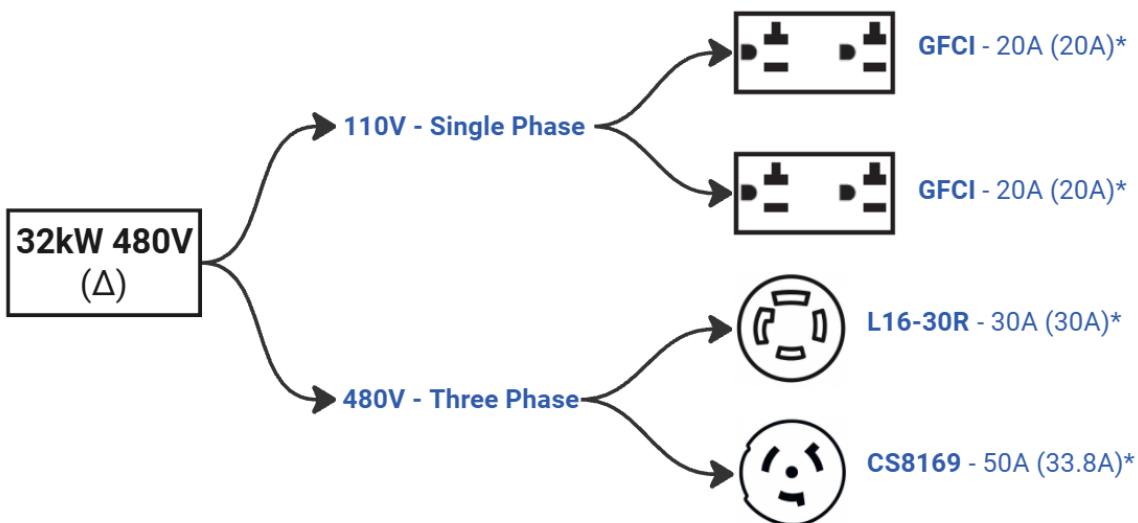 GFCI - 20A (20A)*
110V - Single Phase
GFCI - 20A (20A)*
32kW 480V
(Δ)
L16-30R - 30A (30A)*
480V - Three Phase
CS8169 - 50A (33.8A)*